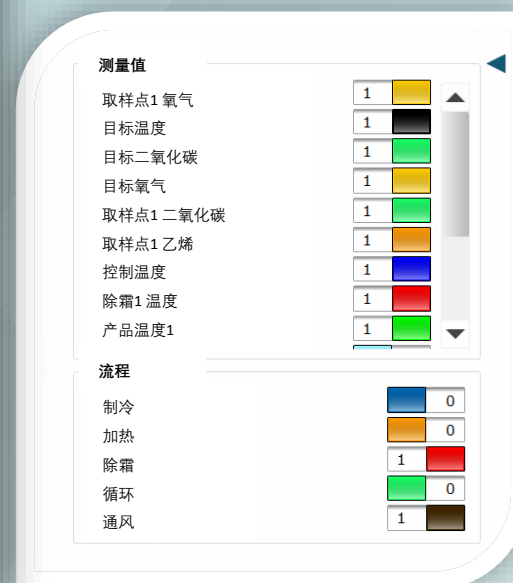 测量值
取样点1 氧气 1
目标温度 1
目标二氧化碳 1
目标氧气 1
取样点1 二氧化碳 1
取样点1 乙烯 1
控制温度 1
除霜1 温度 1
产品温度1 1
流程
制冷 0
加热 0
除霜 1
循环 0
通风 1